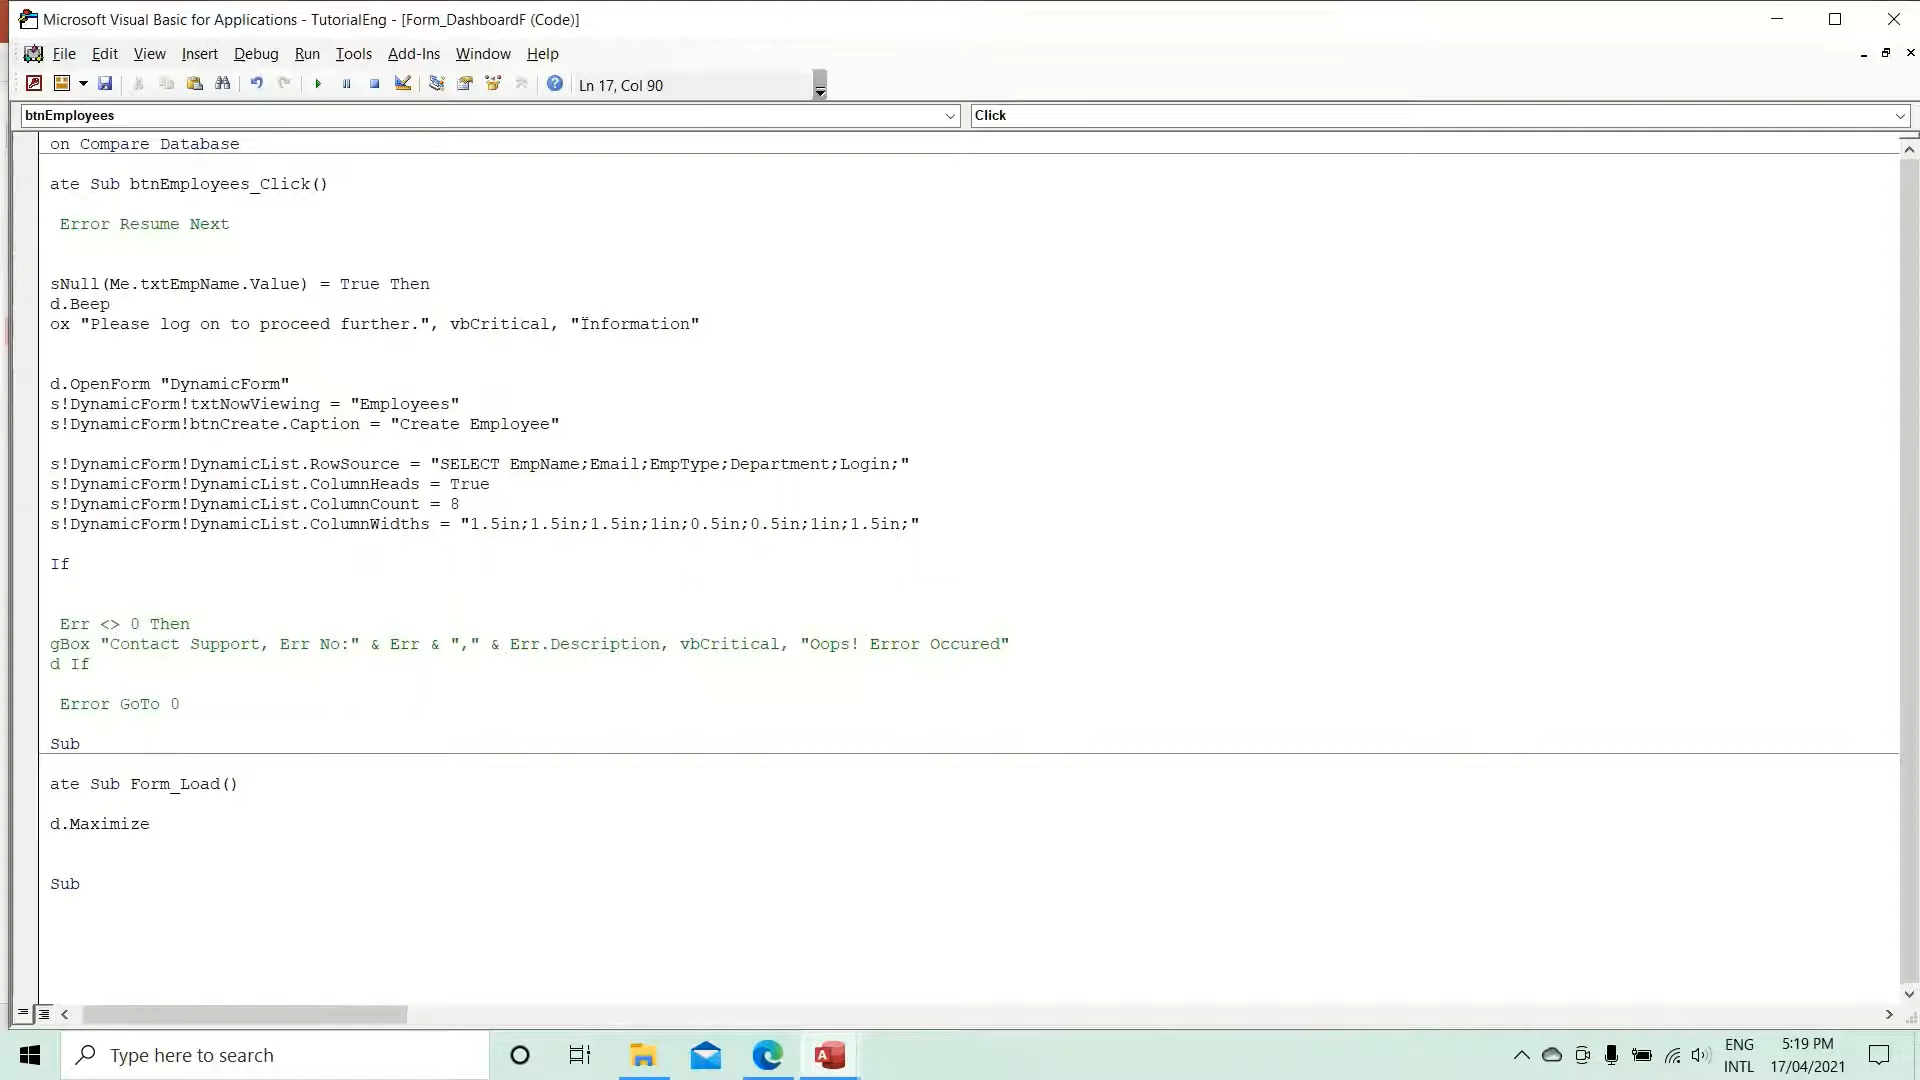 Microsoft Visual Basic for Applications - TutorialEng - [Form_DashboardF (Code)]
File Edit View Insert Debug Run Tools Add-Ins Window Help
Ln 17, Col 90
btnEmployees Click
on Compare Database
ate Sub btnEmployees_Click()
Error Resume Next
sNull(Me.txtEmpName.Value) = True Then
d.Beep
ox "Please log on to proceed further.", vbCritical, "Ïnformation"
d.OpenForm "DynamicForm"
s!DynamicForm!txtNowViewing = "Employees"
s!DynamicForm!btnCreate.Caption = "Create Employee"
s!DynamicForm!DynamicList.RowSource = "SELECT EmpName;Email;EmpType;Department;Login;"
s!DynamicForm!DynamicList.ColumnHeads = True
s!DynamicForm!DynamicList.ColumnCount = 8
s!DynamicForm!DynamicList.ColumnWidths = "1.5in;1.5in;1.5in;1in;0.5in;0.5in;1in;1.5in;"
If
Err <> 0 Then
gBox "Contact Support, Err No:" & Err & "," & Err.Description, vbCritical, "Oops! Error Occured"
d If
Error GoTo 0
Sub
ate Sub Form_Load()
d.Maximize
Sub
Type here to search
ENG
INTL
5:19 PM
17/04/2021